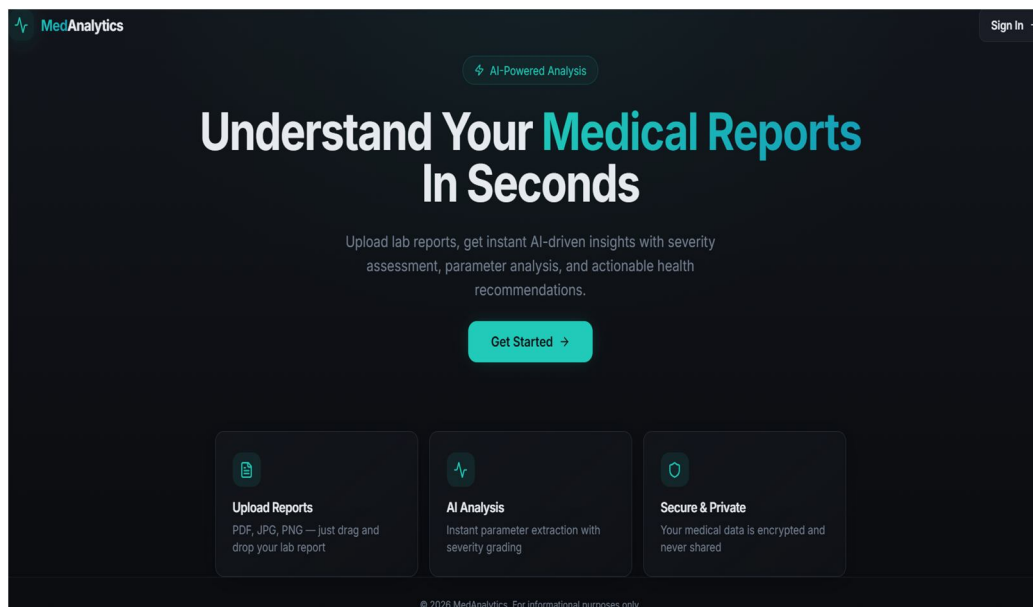 MedAnalytics
Sign In
AI-Powered Analysis
Understand Your Medical Reports
In Seconds
Upload lab reports, get instant AI-driven insights with severity
assessment, parameter analysis, and actionable health
recommendations.
Get Started →
Upload Reports
PDF, JPG, PNG — just drag and
drop your lab report
AI Analysis
Instant parameter extraction with
severity grading
Secure & Private
Your medical data is encrypted and
never shared
© 2026 MedAnalytics. For informational purposes only